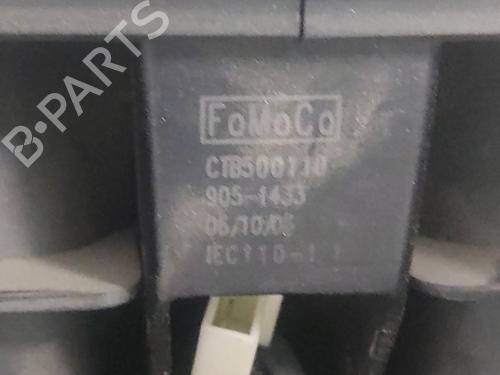 FoMoCo
CTB500110
905-1433
06/10/05
IEC110-1
B-PARTS